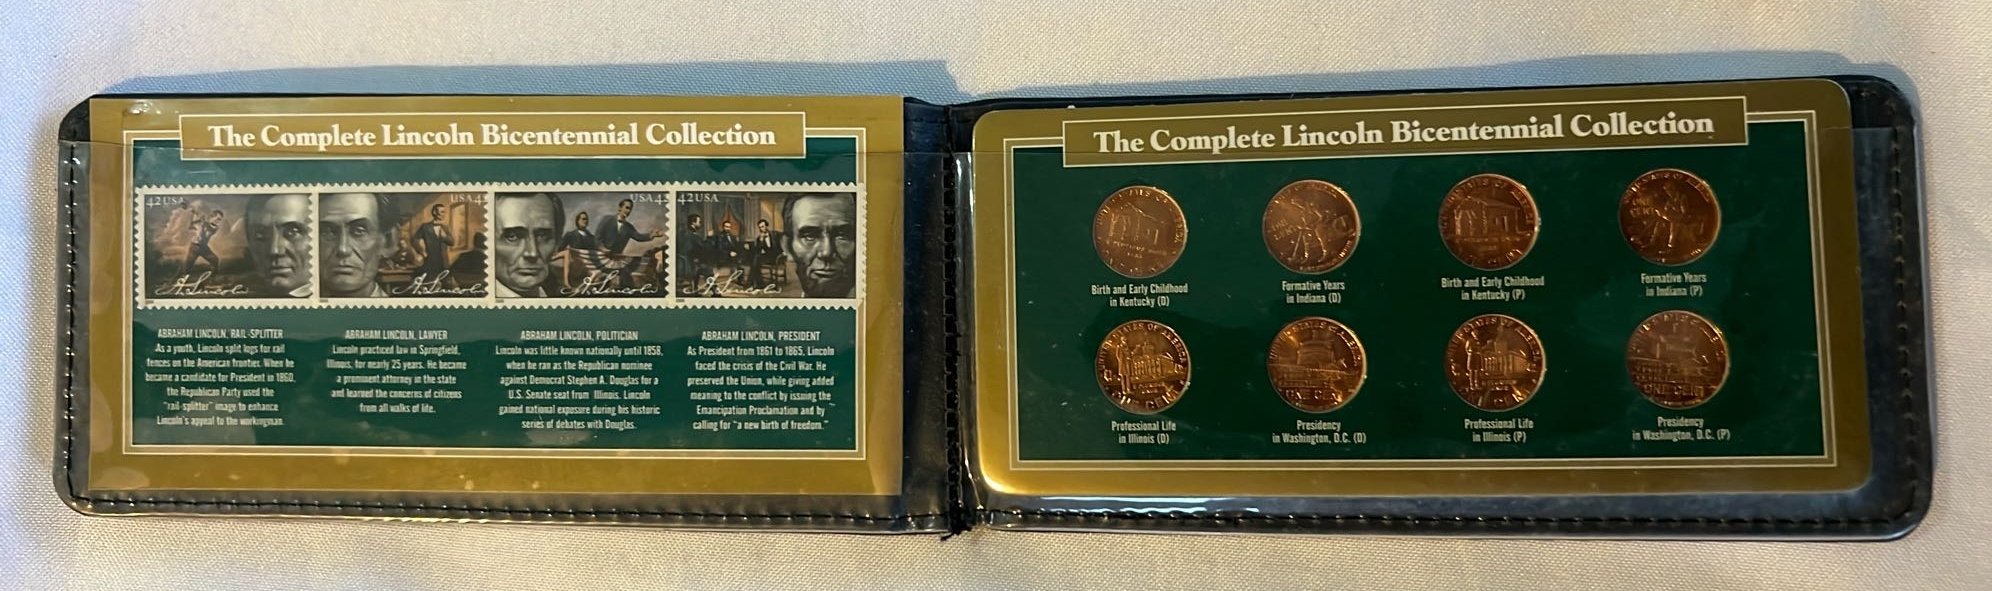 The Complete Lincoln Bicentennial Collection
42USA
USA42
USA42
42USA
A. Lincoln
A. Lincoln
A. Lincoln
A. Lincoln
ABRAHAM LINCOLN, RAIL-SPLITTER
As a youth, Lincoln split logs for rail
fences on the American frontier. When he
became a candidate for President in 1860,
the Republican Party used the
"rail-splitter" image to enhance
Lincoln's appeal to the workingman.
ABRAHAM LINCOLN, LAWYER
Lincoln practiced law in Springfield,
Illinois, for nearly 25 years. He became
a prominent attorney in the state
and learned the concerns of citizens
from all walks of life.
ABRAHAM LINCOLN, POLITICIAN
Lincoln was little known nationally until 1858,
when he ran as the Republican nominee
against Democrat Stephen A. Douglas for a
U.S. Senate seat from Illinois. Lincoln
gained national exposure during his historic
series of debates with Douglas.
ABRAHAM LINCOLN, PRESIDENT
As President from 1861 to 1865, Lincoln
faced the crisis of the Civil War. He
preserved the Union, while giving added
meaning to the conflict by issuing the
Emancipation Proclamation and by
calling for "a new birth of freedom."
The Complete Lincoln Bicentennial Collection
Birth and Early Childhood
in Kentucky (D)
Formative Years
in Indiana (D)
Birth and Early Childhood
in Kentucky (P)
Formative Years
in Indiana (P)
Professional Life
in Illinois (D)
Presidency
in Washington, D.C. (D)
Professional Life
in Illinois (P)
Presidency
in Washington, D.C. (P)